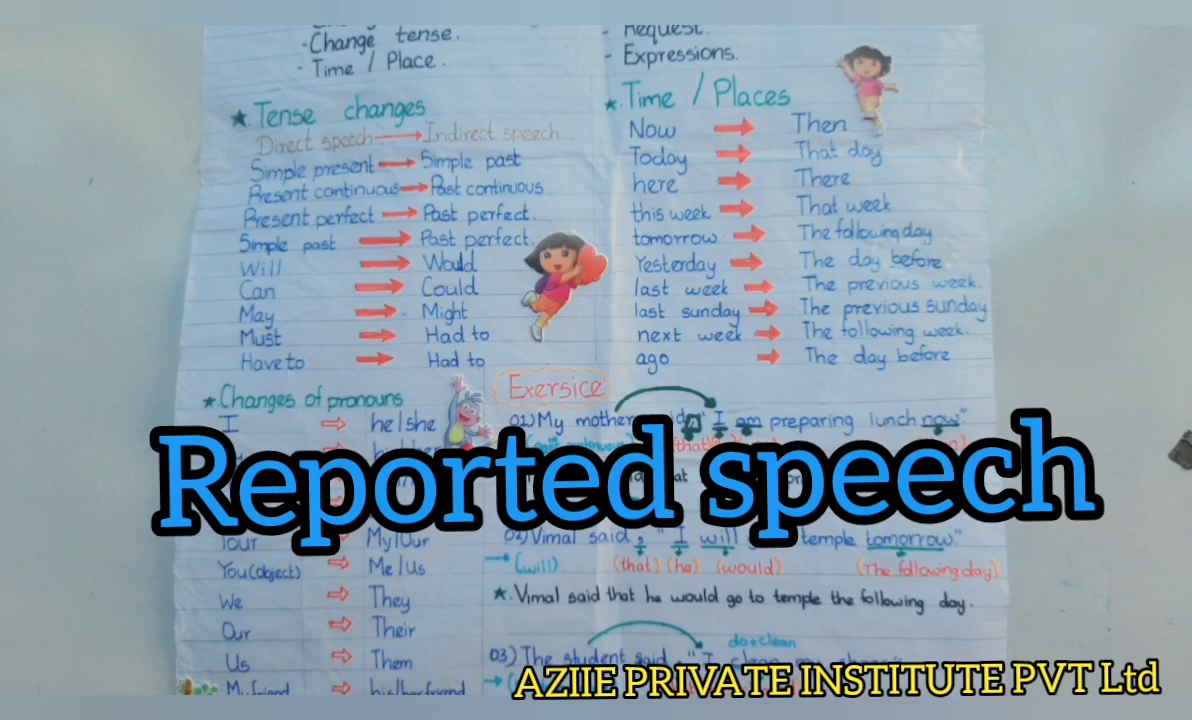 -Change tense.
- Time / Place.
- Request.
- Expressions.
★ Tense changes
Direct speech → Indirect speech
Simple present → Simple past
Present continuous → Past continuous
Present perfect → Past perfect.
Simple past → Past perfect.
Will → Would
Can → Could
May → Might
Must → Had to
Have to → Had to
★. Time / Places
Now → Then
Today → That day
here → There
this week → That week
tomorrow → The following day
Yesterday → The day before
last week → The previous week.
last sunday → The previous sunday
next week → The following week.
ago → The day before
★ Changes of pronouns
I ⇨ he/she
Your My/Our
You (object) ⇨ Me/Us
We ⇨ They
Our ⇨ Their
Us ⇨ Them
My friend ⇨ his/her friend
Exersice
01) My mother "I am preparing lunch now"
(that)
Reported speech
02) Vimal said, "I will temple tomorrow."
→ (will) (that) (he) (would) (The following day)
★. Vimal said that he would go to temple the following day.
do+clean
03) The student said, "I
AZIIE PRIVATE INSTITUTE PVT Ltd